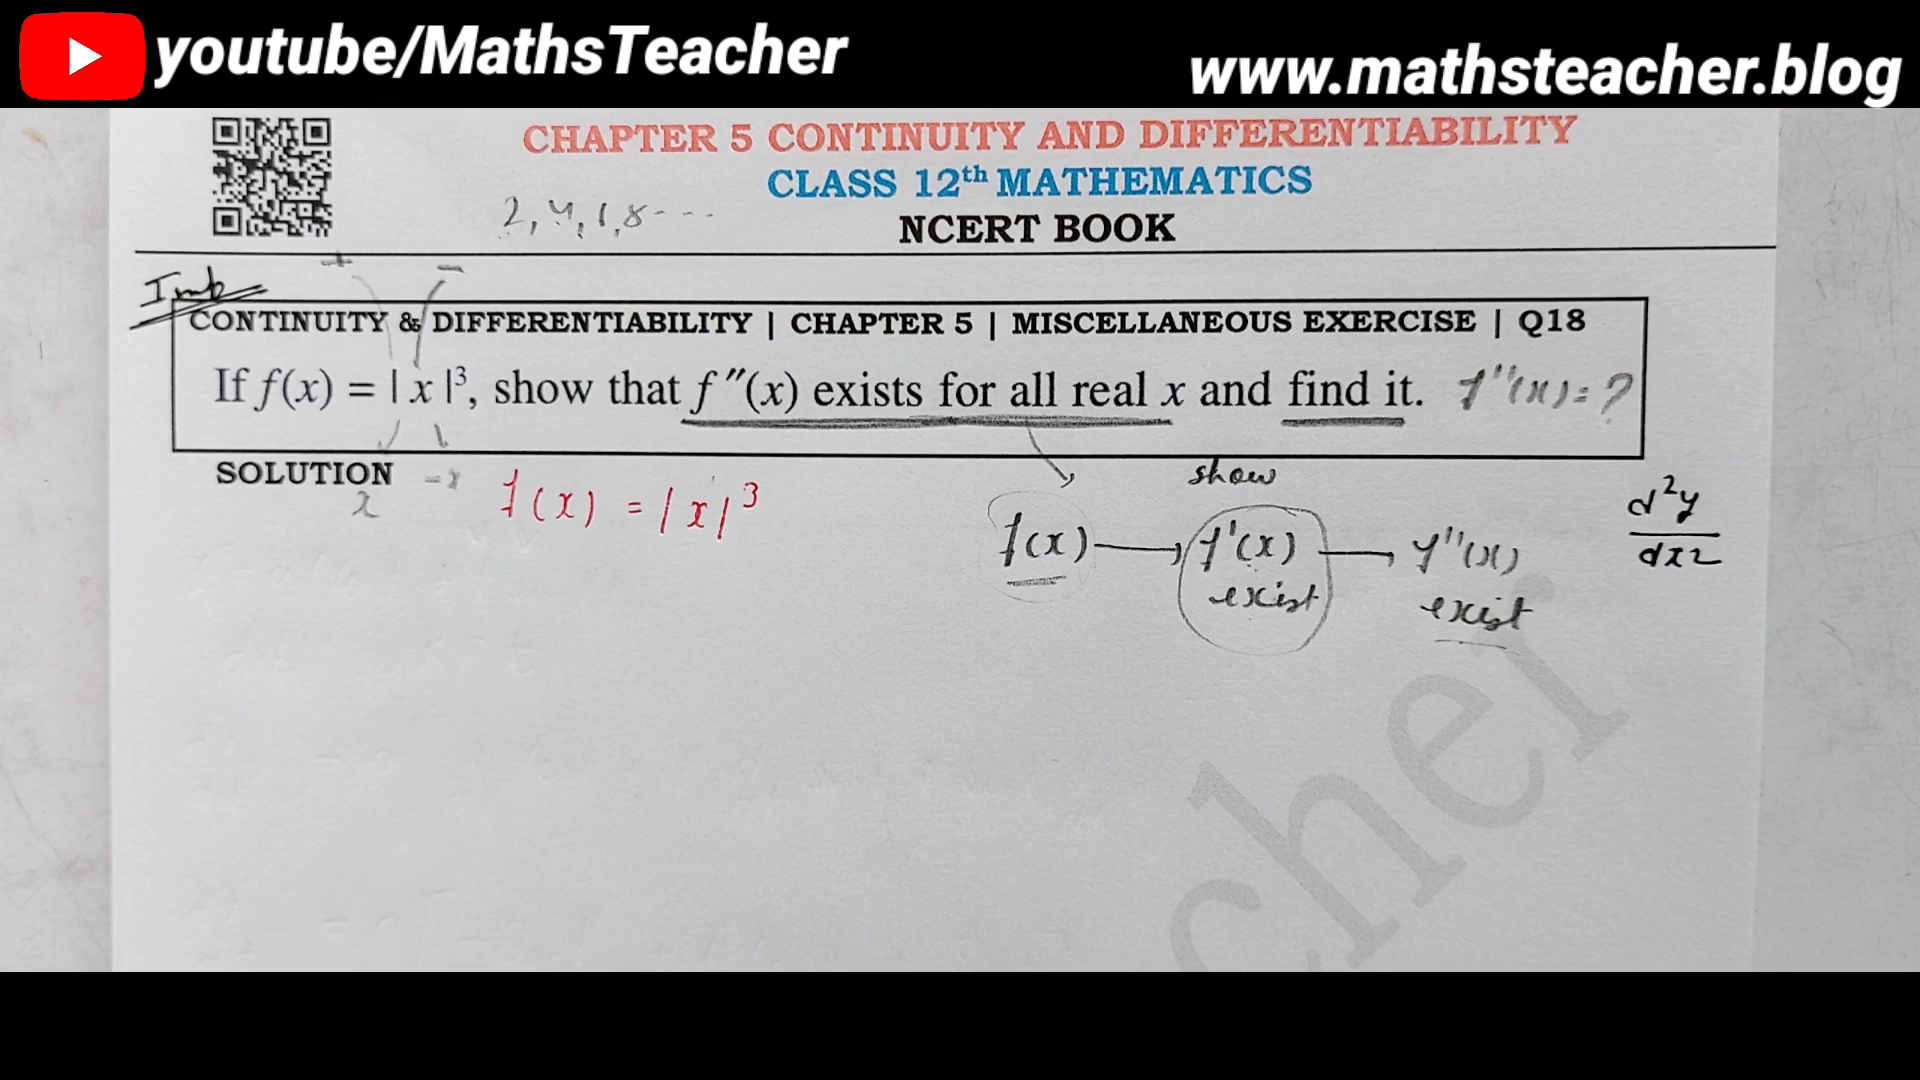 youtube/MathsTeacher
www.mathsteacher.blog
CHAPTER 5 CONTINUITY AND DIFFERENTIABILITY
CLASS 12th MATHEMATICS
2, 4, 1, 8 - - -
NCERT BOOK
+ −
Imp
CONTINUITY & DIFFERENTIABILITY | CHAPTER 5 | MISCELLANEOUS EXERCISE | Q18
If f(x) = | x |³, show that f ″(x) exists for all real x and find it. f''(x) = ?
SOLUTION
x -x
f(x) = |x|³
show
f(x) → f'(x) → f''(x)
exist exist
d²y
dx2
cher